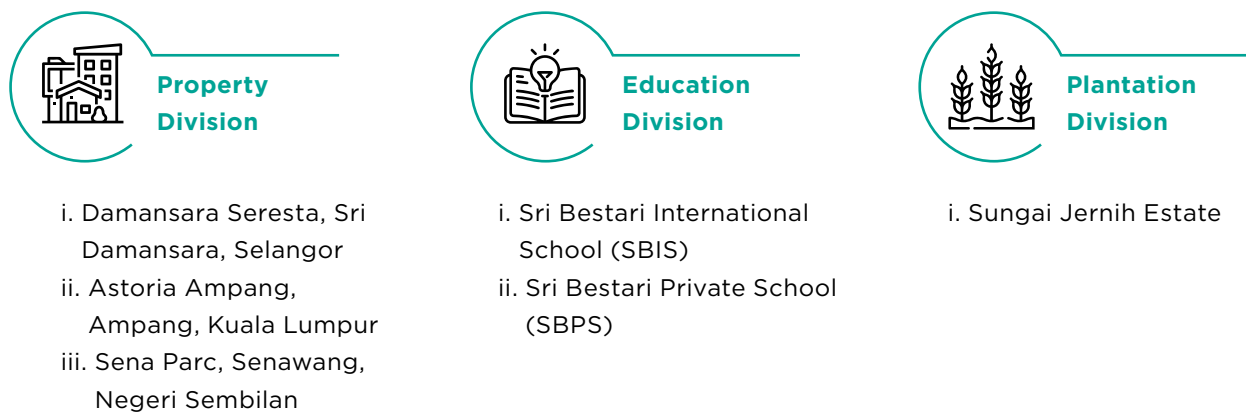 Property
Division
i. Damansara Seresta, Sri
Damansara, Selangor
ii. Astoria Ampang,
Ampang, Kuala Lumpur
iii. Sena Parc, Senawang,
Negeri Sembilan
Education
Division
i. Sri Bestari International
School (SBIS)
ii. Sri Bestari Private School
(SBPS)
Plantation
Division
i. Sungai Jernih Estate